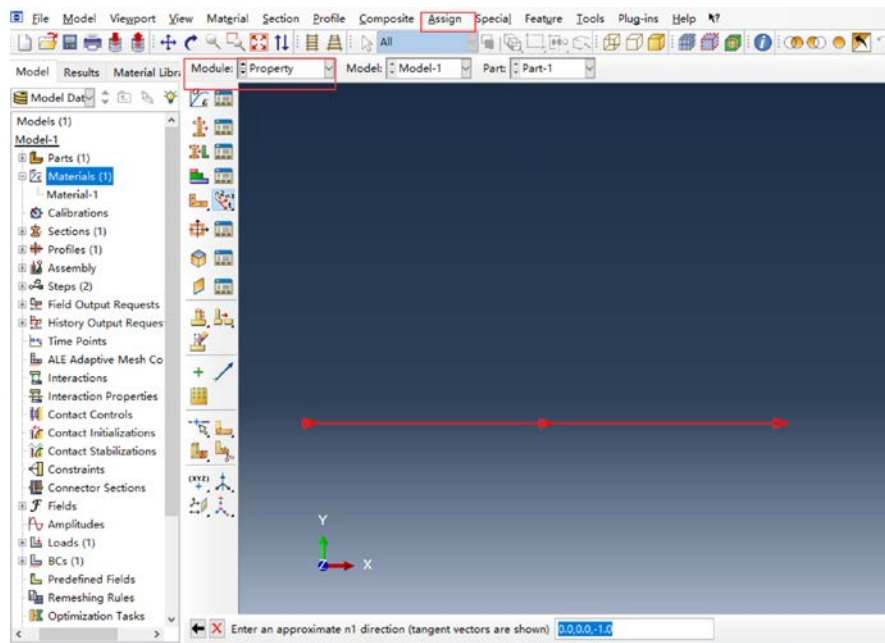 File Model Viewport View Material Section Profile Composite Assign Special Feature Tools Plug-ins Help
All
Model Results Material Libr
Module: Property Model: Model-1 Part: Part-1
Model Dat
Models (1)
Model-1
Parts (1)
Materials (1)
Material-1
Calibrations
Sections (1)
Profiles (1)
Assembly
Steps (2)
Field Output Requests
History Output Reques
Time Points
ALE Adaptive Mesh Co
Interactions
Interaction Properties
Contact Controls
Contact Initializations
Contact Stabilizations
Constraints
Connector Sections
Fields
Amplitudes
Loads (1)
BCs (1)
Predefined Fields
Remeshing Rules
Optimization Tasks
Y
Z X
Enter an approximate n1 direction (tangent vectors are shown) 0.0,0.0,-1.0